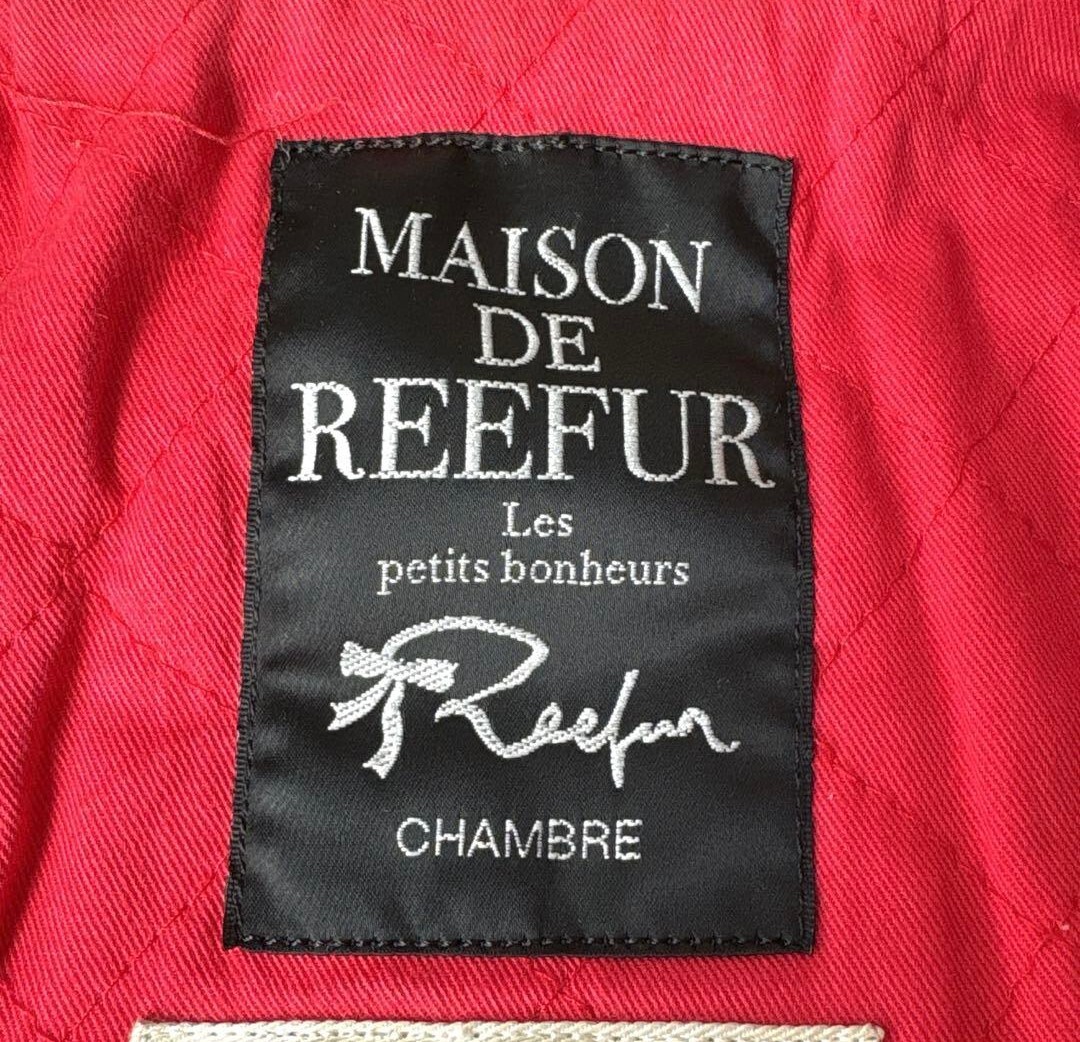 MAISON
DE
REEFUR
Les
petits bonheurs
Reefur
CHAMBRE